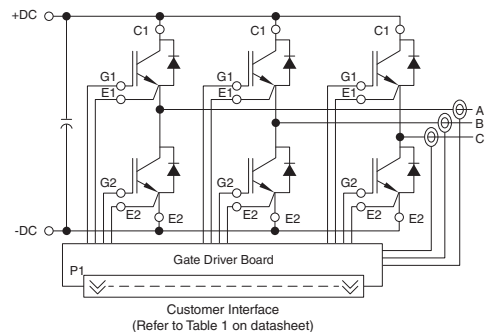 +DC
C1 C1 C1
G1 G1 G1
E1 E1 E1
A
B
C
G2 G2 G2
E2 E2 E2
E2 E2 E2
-DC
Gate Driver Board
P1
Customer Interface
(Refer to Table 1 on datasheet)